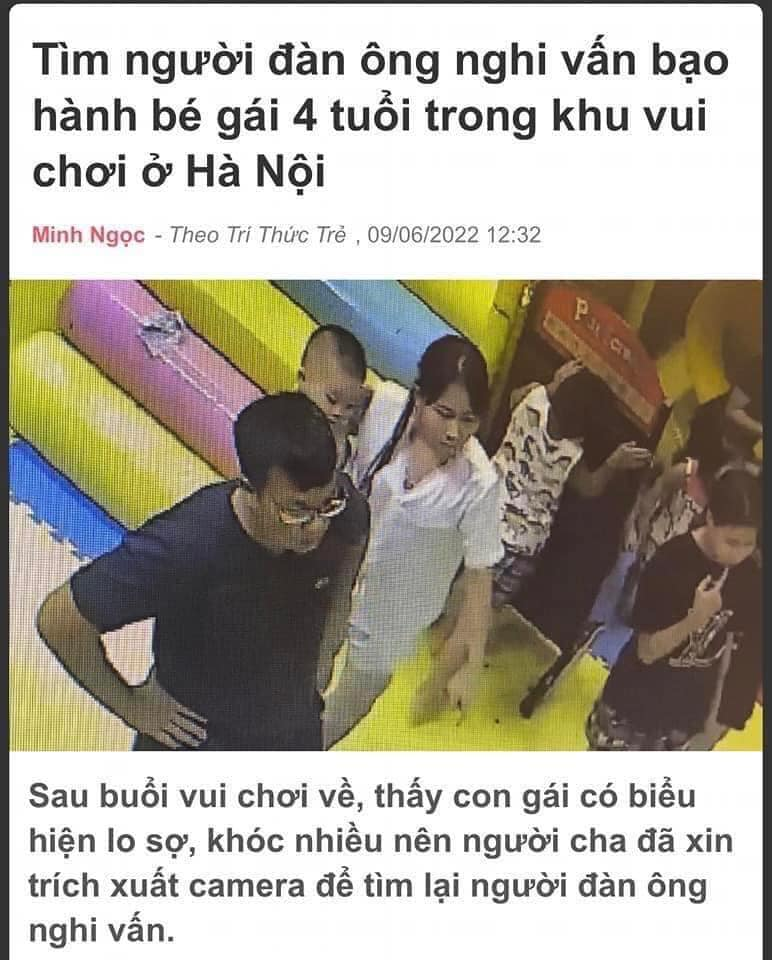 Tìm người đàn ông nghi vấn bạo
hành bé gái 4 tuổi trong khu vui
chơi ở Hà Nội
Minh Ngọc - Theo Trí Thức Trẻ , 09/06/2022 12:32
Sau buổi vui chơi về, thấy con gái có biểu
hiện lo sợ, khóc nhiều nên người cha đã xin
trích xuất camera để tìm lại người đàn ông
nghi vấn.